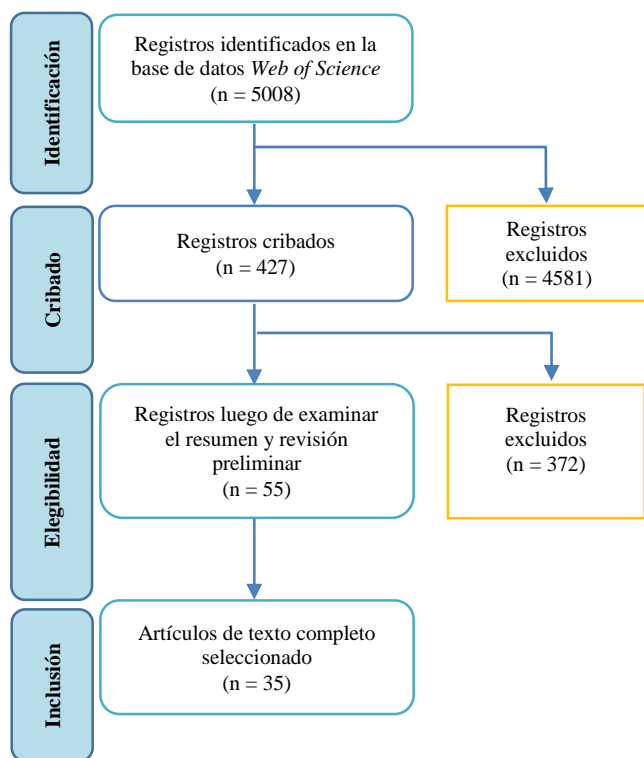 Identificación
Registros identificados en la
base de datos Web of Science
(n = 5008)
Cribado
Registros cribados
(n = 427)
Registros
excluidos
(n = 4581)
Elegibilidad
Registros luego de examinar
el resumen y revisión
preliminar
(n = 55)
Registros
excluidos
(n = 372)
Inclusión
Artículos de texto completo
seleccionado
(n = 35)